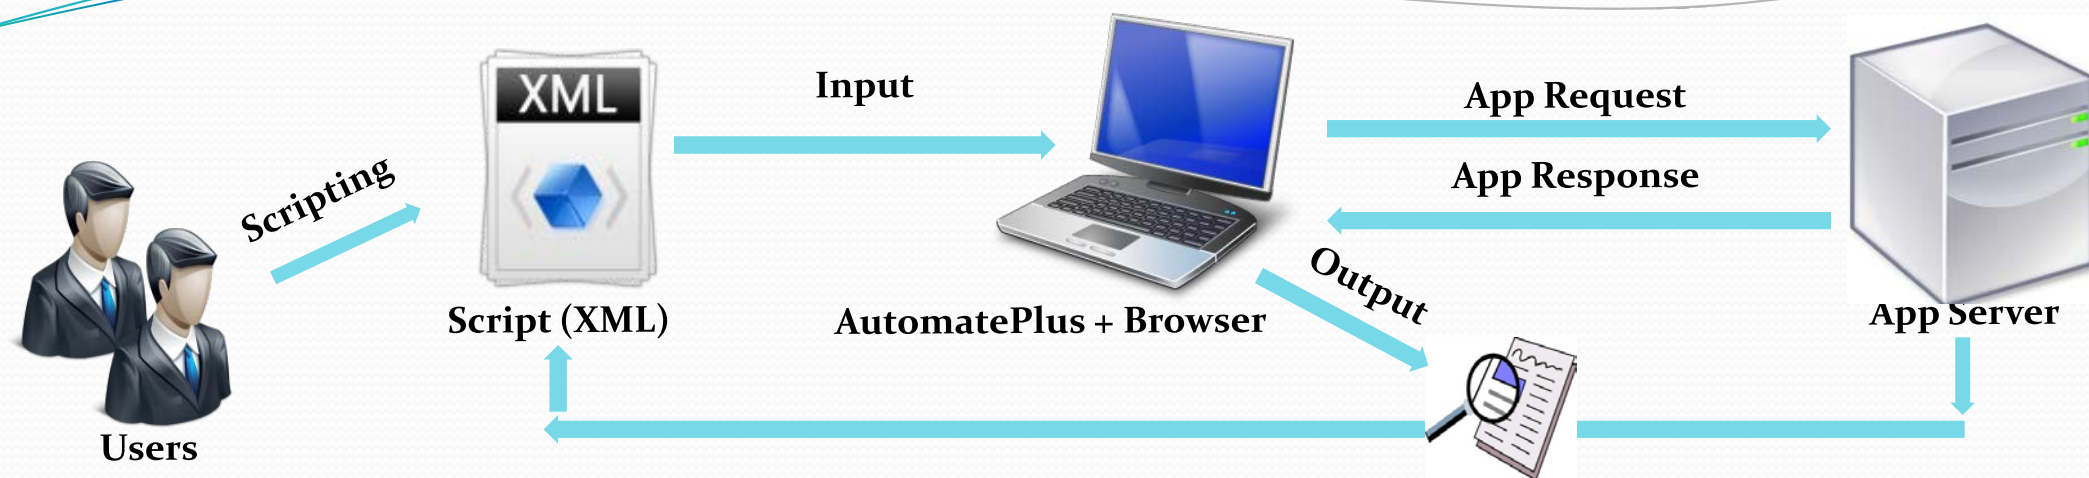 XML
Input
App Request
App Response
Scripting
Output
Script (XML)
AutomatePlus + Browser
App Server
Users